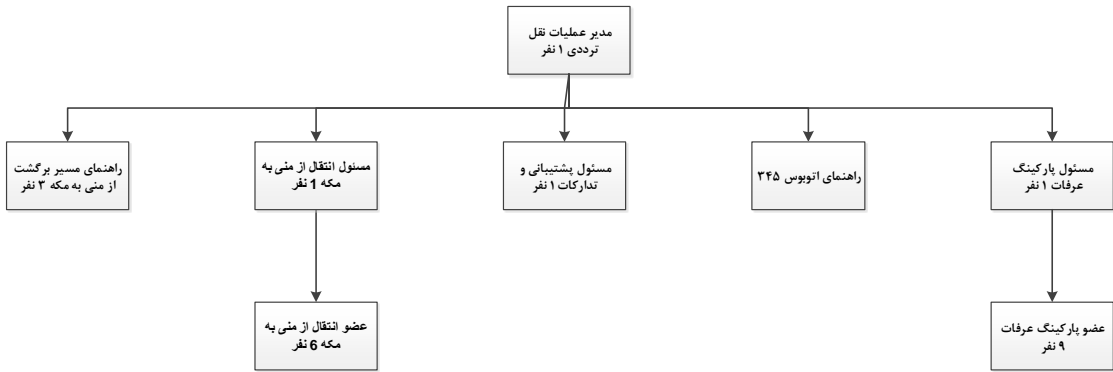 مدیر عملیات نقل
ترددی ۱ نفر
مسئول پارکینگ
عرفات ۱ نفر
راهنمای اتوبوس ۳۴۵
مسئول پشتیبانی و
تدارکات ۱ نفر
مسئول انتقال از منی به
مکه 1 نفر
راهنمای مسیر برگشت
از منی به مکه ۳ نفر
عضو پارکینگ عرفات
۹ نفر
عضو انتقال از منی به
مکه 6 نفر